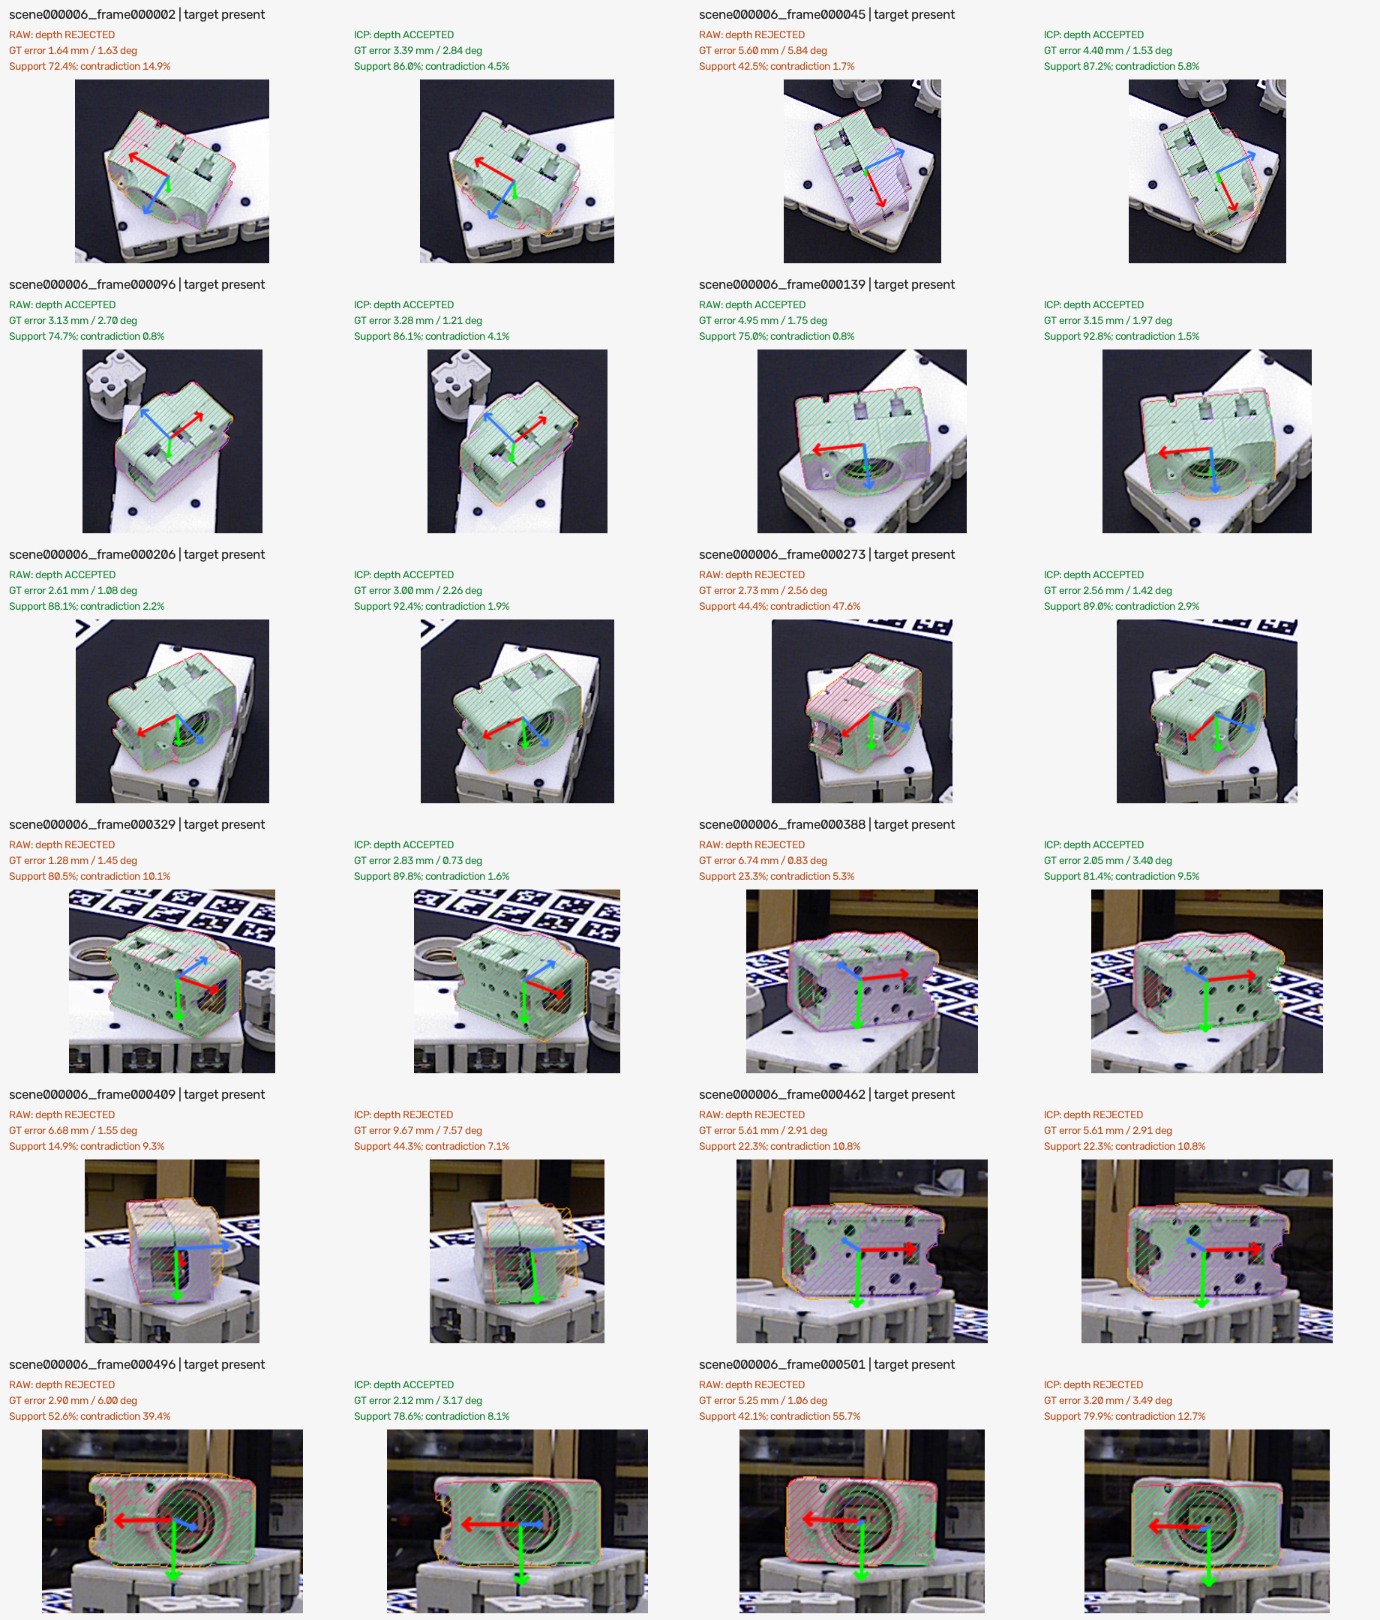 scene000006_frame000002 | target present
RAW: depth REJECTED
GT error 1.64 mm / 1.63 deg
Support 72.4%; contradiction 14.9%
ICP: depth ACCEPTED
GT error 3.39 mm / 2.84 deg
Support 86.0%; contradiction 4.5%
scene000006_frame000045 | target present
RAW: depth REJECTED
GT error 5.60 mm / 5.84 deg
Support 42.5%; contradiction 1.7%
ICP: depth ACCEPTED
GT error 4.40 mm / 1.53 deg
Support 87.2%; contradiction 5.8%
scene000006_frame000096 | target present
RAW: depth ACCEPTED
GT error 3.13 mm / 2.70 deg
Support 74.7%; contradiction 0.8%
ICP: depth ACCEPTED
GT error 3.28 mm / 1.21 deg
Support 86.1%; contradiction 4.1%
scene000006_frame000139 | target present
RAW: depth ACCEPTED
GT error 4.95 mm / 1.75 deg
Support 75.0%; contradiction 0.8%
ICP: depth ACCEPTED
GT error 3.15 mm / 1.97 deg
Support 92.8%; contradiction 1.5%
scene000006_frame000206 | target present
RAW: depth ACCEPTED
GT error 2.61 mm / 1.08 deg
Support 88.1%; contradiction 2.2%
ICP: depth ACCEPTED
GT error 3.00 mm / 2.26 deg
Support 92.4%; contradiction 1.9%
scene000006_frame000273 | target present
RAW: depth REJECTED
GT error 2.73 mm / 2.56 deg
Support 44.4%; contradiction 47.6%
ICP: depth ACCEPTED
GT error 2.56 mm / 1.42 deg
Support 89.0%; contradiction 2.9%
scene000006_frame000329 | target present
RAW: depth REJECTED
GT error 1.28 mm / 1.45 deg
Support 80.5%; contradiction 10.1%
ICP: depth ACCEPTED
GT error 2.83 mm / 0.73 deg
Support 89.8%; contradiction 1.6%
scene000006_frame000388 | target present
RAW: depth REJECTED
GT error 6.74 mm / 0.83 deg
Support 23.3%; contradiction 5.3%
ICP: depth ACCEPTED
GT error 2.05 mm / 3.40 deg
Support 81.4%; contradiction 9.5%
scene000006_frame000409 | target present
RAW: depth REJECTED
GT error 6.68 mm / 1.55 deg
Support 14.9%; contradiction 9.3%
ICP: depth REJECTED
GT error 9.67 mm / 7.57 deg
Support 44.3%; contradiction 7.1%
scene000006_frame000462 | target present
RAW: depth REJECTED
GT error 5.61 mm / 2.91 deg
Support 22.3%; contradiction 10.8%
ICP: depth REJECTED
GT error 5.61 mm / 2.91 deg
Support 22.3%; contradiction 10.8%
scene000006_frame000496 | target present
RAW: depth REJECTED
GT error 2.90 mm / 6.00 deg
Support 52.6%; contradiction 39.4%
ICP: depth ACCEPTED
GT error 2.12 mm / 3.17 deg
Support 78.6%; contradiction 8.1%
scene000006_frame000501 | target present
RAW: depth REJECTED
GT error 5.25 mm / 1.06 deg
Support 42.1%; contradiction 55.7%
ICP: depth REJECTED
GT error 3.20 mm / 3.49 deg
Support 79.9%; contradiction 12.7%